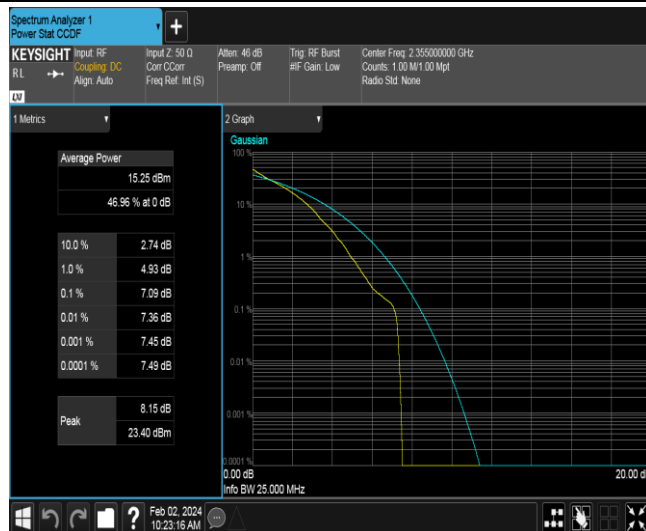 Spectrum Analyzer 1
Power Stat CCDF
KEYSIGHT
RL
Input: RF
Coupling: DC
Align: Auto
Input Z: 50 Ω
Corr CCorr
Freq Ref: Int (S)
Atten: 46 dB
Preamp: Off
Trig: RF Burst
#IF Gain: Low
Center Freq: 2.355000000 GHz
Counts: 1.00 M/1.00 Mpt
Radio Std: None
1 Metrics
Average Power
15.25 dBm
46.96 % at 0 dB
10.0 % 2.74 dB
1.0 % 4.93 dB
0.1 % 7.09 dB
0.01 % 7.36 dB
0.001 % 7.45 dB
0.0001 % 7.49 dB
Peak
8.15 dB
23.40 dBm
2 Graph
Gaussian
100 %
10 %
1 %
0.1 %
0.01 %
0.001 %
0.0001 %
0.00 dB
20.00 d
Info BW 25.000 MHz
Feb 02, 2024
10:23:16 AM